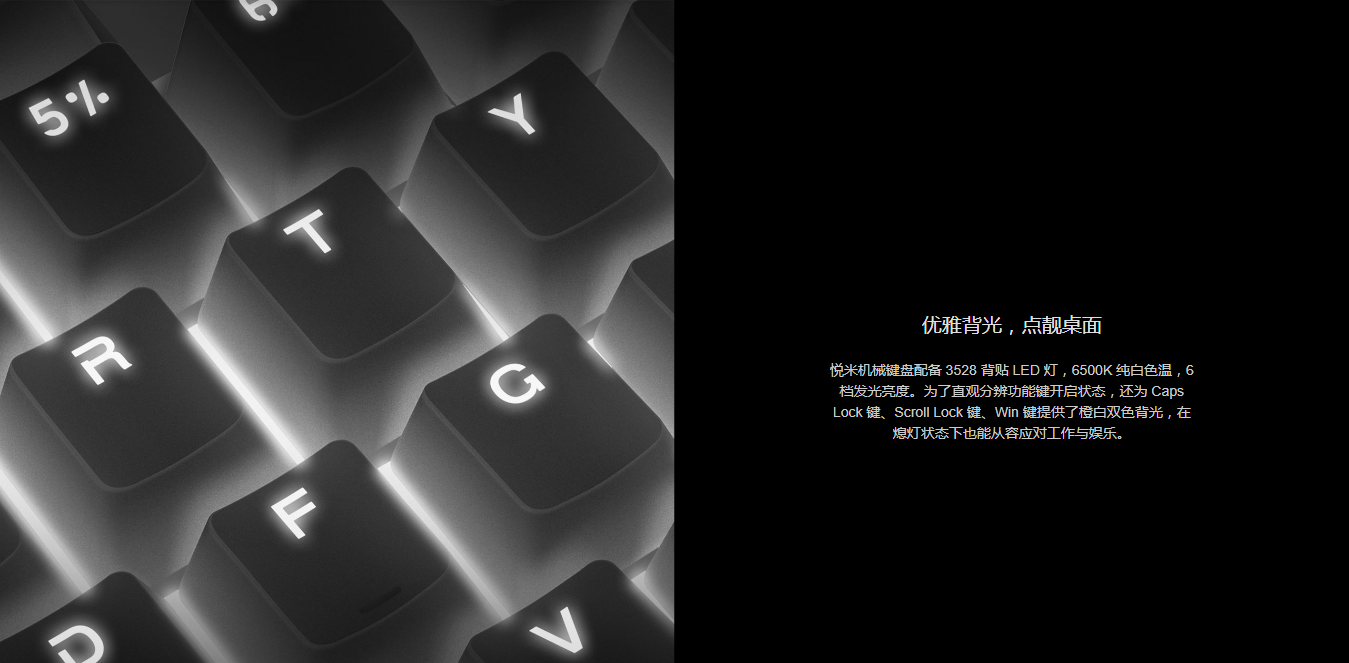 5%
6
Y
T
R
G
F
D
V
优雅背光，点靓桌面
悦米机械键盘配备 3528 背贴 LED 灯，6500K 纯白色温，6
档发光亮度。为了直观分辨功能键开启状态，还为 Caps
Lock 键、Scroll Lock 键、Win 键提供了橙白双色背光，在
熄灯状态下也能从容应对工作与娱乐。